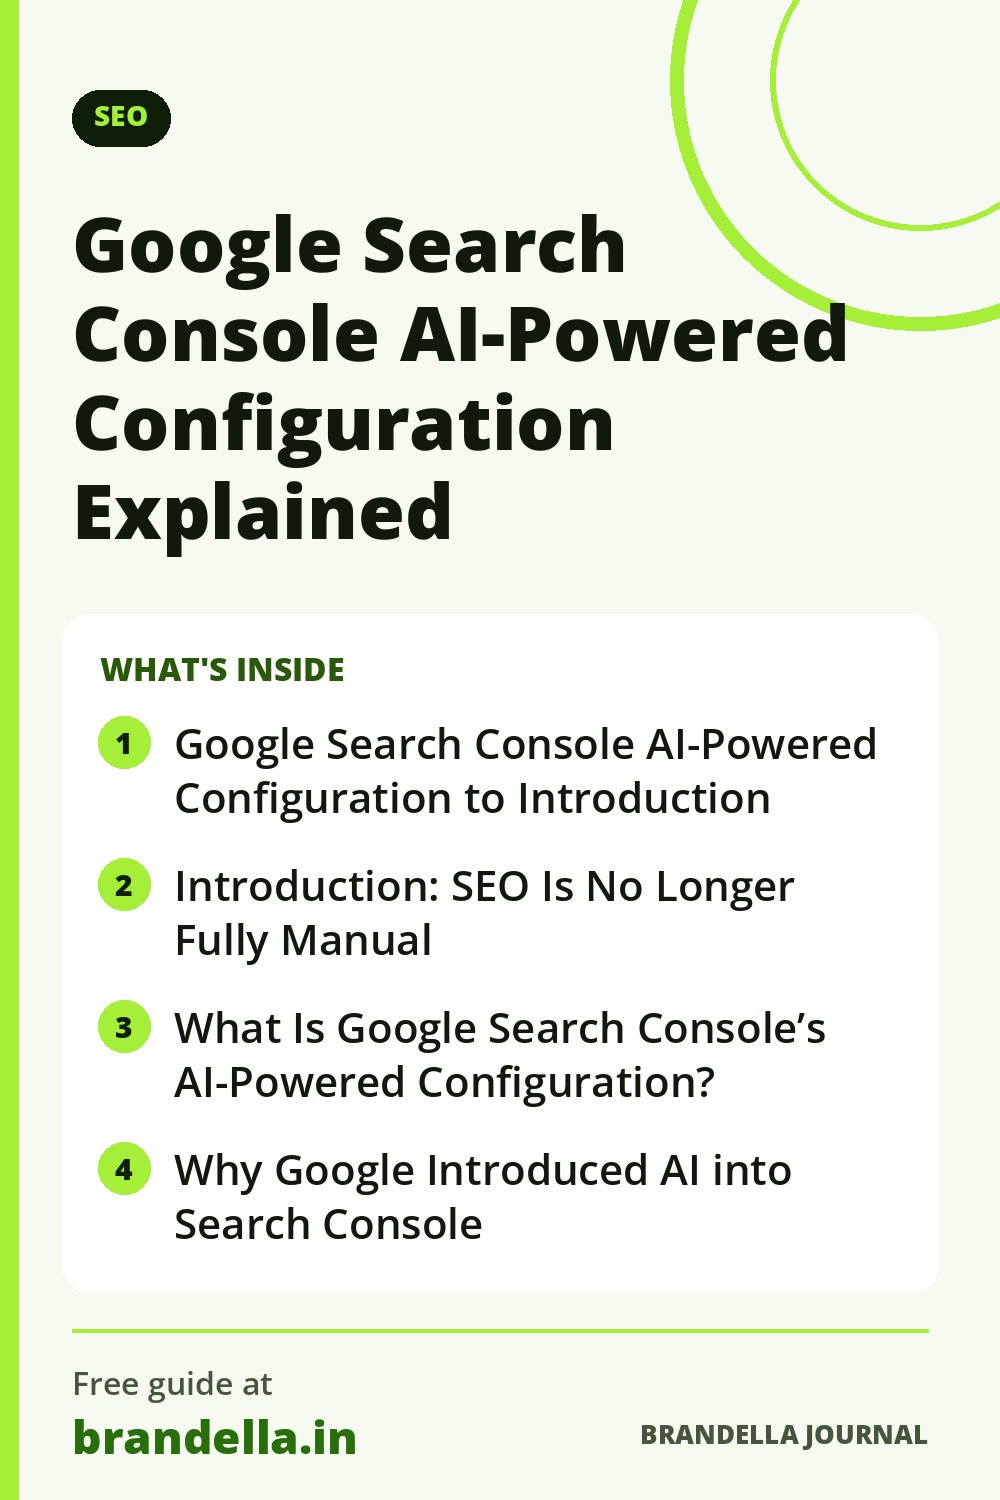 SEO
Google Search
Console AI-Powered
Configuration
Explained
WHAT'S INSIDE
1 Google Search Console AI-Powered
Configuration to Introduction
2 Introduction: SEO Is No Longer
Fully Manual
3 What Is Google Search Console’s
AI-Powered Configuration?
4 Why Google Introduced AI into
Search Console
Free guide at
brandella.in
BRANDELLA JOURNAL